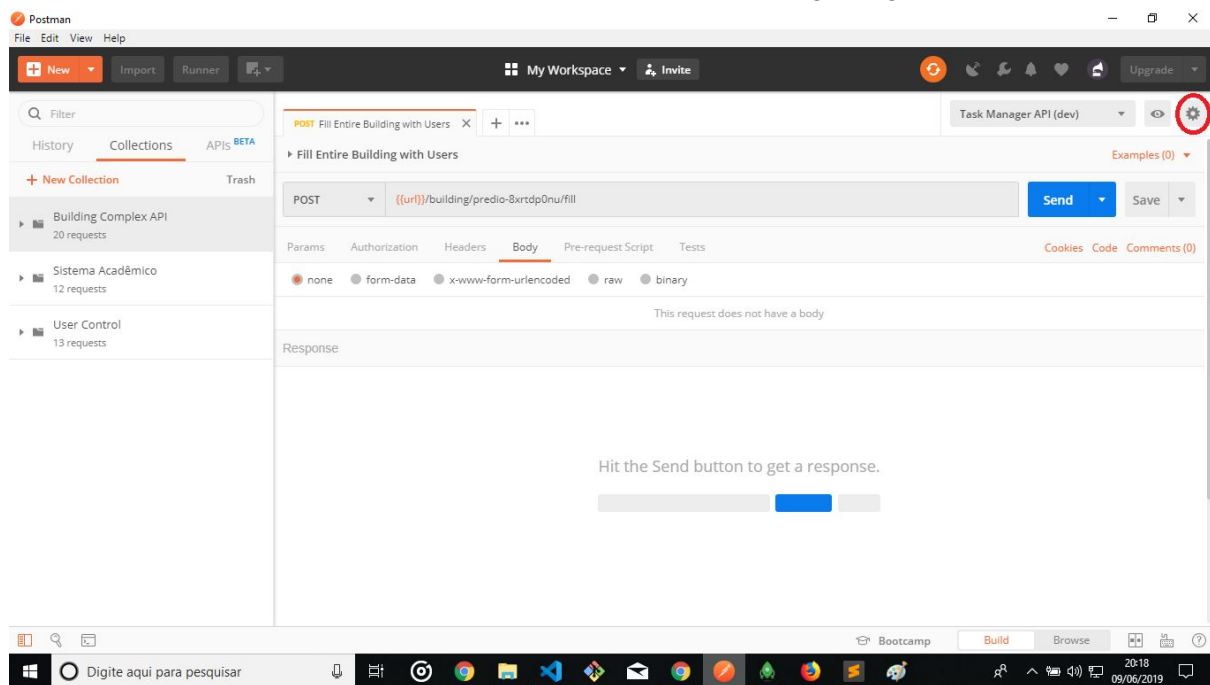 Postman
File Edit View Help
New Import Runner My Workspace Invite Upgrade
Filter
History Collections APIs BETA
+ New Collection Trash
Building Complex API
20 requests
Sistema Acadêmico
12 requests
User Control
13 requests
POST Fill Entire Building with Users X + •••
Task Manager API (dev)
Fill Entire Building with Users Examples (0)
POST {{url}}/building/predio-8xrtdp0nu/fill Send Save
Params Authorization Headers Body Pre-request Script Tests Cookies Code Comments (0)
none form-data x-www-form-urlencoded raw binary
This request does not have a body
Response
Hit the Send button to get a response.
Bootcamp Build Browse
Digite aqui para pesquisar
20:18
09/06/2019